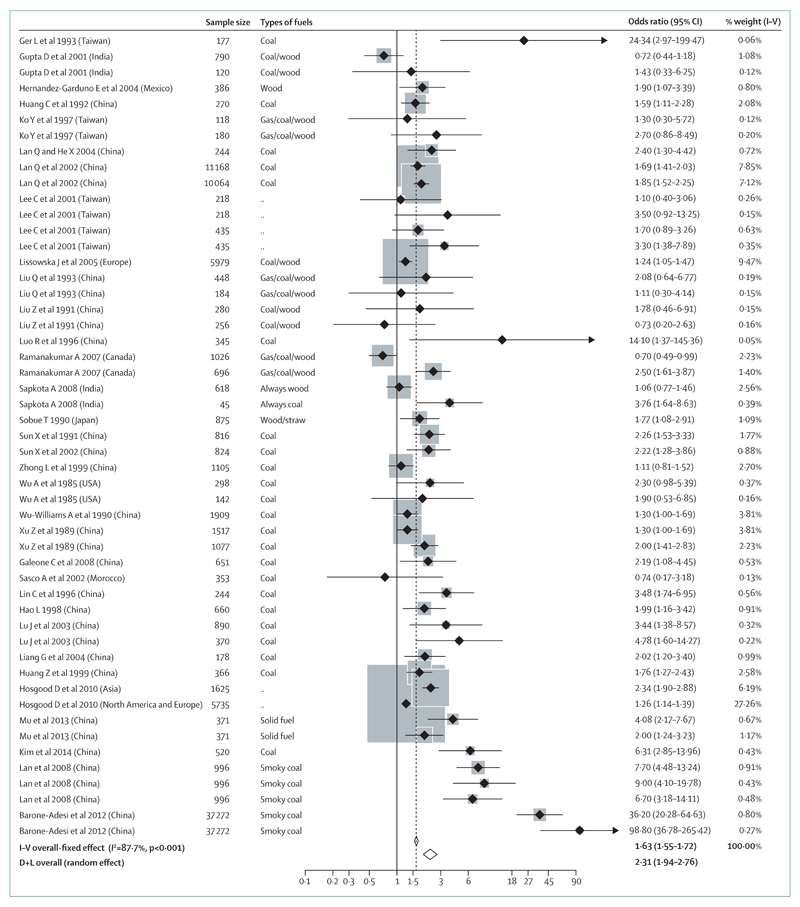 Sample size Types of fuels Odds ratio (95% CI) % weight (I–V)
Ger L et al 1993 (Taiwan) 177 Coal 24·34 (2·97–199·47) 0·06%
Gupta D et al 2001 (India) 790 Coal/wood 0·72 (0·44–1·18) 1·08%
Gupta D et al 2001 (India) 120 Coal/wood 1·43 (0·33–6·25) 0·12%
Hernandez-Garduno E et al 2004 (Mexico) 386 Wood 1·90 (1·07–3·39) 0·80%
Huang C et al 1992 (China) 270 Coal 1·59 (1·11–2·28) 2·08%
Ko Y et al 1997 (Taiwan) 118 Gas/coal/wood 1·30 (0·30–5·72) 0·12%
Ko Y et al 1997 (Taiwan) 180 Gas/coal/wood 2·70 (0·86–8·49) 0·20%
Lan Q and He X 2004 (China) 244 Coal 2·40 (1·30–4·42) 0·72%
Lan Q et al 2002 (China) 11 168 Coal 1·69 (1·41–2·03) 7·85%
Lan Q et al 2002 (China) 10 064 Coal 1·85 (1·52–2·25) 7·12%
Lee C et al 2001 (Taiwan) 218 ·· 1·10 (0·40–3·06) 0·26%
Lee C et al 2001 (Taiwan) 218 ·· 3·50 (0·92–13·25) 0·15%
Lee C et al 2001 (Taiwan) 435 ·· 1·70 (0·89–3·26) 0·63%
Lee C et al 2001 (Taiwan) 435 ·· 3·30 (1·38–7·89) 0·35%
Lissowska J et al 2005 (Europe) 5979 Coal/wood 1·24 (1·05–1·47) 9·47%
Liu Q et al 1993 (China) 448 Gas/coal/wood 2·08 (0·64–6·77) 0·19%
Liu Q et al 1993 (China) 184 Gas/coal/wood 1·11 (0·30–4·14) 0·15%
Liu Z et al 1991 (China) 280 Coal/wood 1·78 (0·46–6·91) 0·15%
Liu Z et al 1991 (China) 256 Coal/wood 0·73 (0·20–2·63) 0·16%
Luo R et al 1996 (China) 345 Coal 14·10 (1·37–145·36) 0·05%
Ramanakumar A 2007 (Canada) 1026 Gas/coal/wood 0·70 (0·49–0·99) 2·23%
Ramanakumar A 2007 (Canada) 696 Gas/coal/wood 2·50 (1·61–3·87) 1·40%
Sapkota A 2008 (India) 618 Always wood 1·06 (0·77–1·46) 2·56%
Sapkota A 2008 (India) 45 Always coal 3·76 (1·64–8·63) 0·39%
Sobue T 1990 (Japan) 875 Wood/straw 1·77 (1·08–2·91) 1·09%
Sun X et al 1991 (China) 816 Coal 2·26 (1·53–3·33) 1·77%
Sun X et al 2002 (China) 824 Coal 2·22 (1·28–3·86) 0·88%
Zhong L et al 1999 (China) 1105 Coal 1·11 (0·81–1·52) 2·70%
Wu A et al 1985 (USA) 298 Coal 2·30 (0·98–5·39) 0·37%
Wu A et al 1985 (USA) 142 Coal 1·90 (0·53–6·85) 0·16%
Wu-Williams A et al 1990 (China) 1909 Coal 1·30 (1·00–1·69) 3·81%
Xu Z et al 1989 (China) 1517 Coal 1·30 (1·00–1·69) 3·81%
Xu Z et al 1989 (China) 1077 Coal 2·00 (1·41–2·83) 2·23%
Galeone C et al 2008 (China) 651 Coal 2·19 (1·08–4·45) 0·53%
Sasco A et al 2002 (Morocco) 353 Coal 0·74 (0·17–3·18) 0·13%
Lin C et al 1996 (China) 244 Coal 3·48 (1·74–6·95) 0·56%
Hao L 1998 (China) 660 Coal 1·99 (1·16–3·42) 0·91%
Lu J et al 2003 (China) 890 Coal 3·44 (1·38–8·57) 0·32%
Lu J et al 2003 (China) 370 Coal 4·78 (1·60–14·27) 0·22%
Liang G et al 2004 (China) 178 Coal 2·02 (1·20–3·40) 0·99%
Huang Z et al 1999 (China) 366 Coal 1·76 (1·27–2·43) 2·58%
Hosgood D et al 2010 (Asia) 1625 ·· 2·34 (1·90–2·88) 6·19%
Hosgood D et al 2010 (North America and Europe) 5735 ·· 1·26 (1·14–1·39) 27·26%
Mu et al 2013 (China) 371 Solid fuel 4·08 (2·17–7·67) 0·67%
Mu et al 2013 (China) 371 Solid fuel 2·00 (1·24–3·23) 1·17%
Kim et al 2014 (China) 520 Coal 6·31 (2·85–13·96) 0·43%
Lan et al 2008 (China) 996 Smoky coal 7·70 (4·48–13·24) 0·91%
Lan et al 2008 (China) 996 Smoky coal 9·00 (4·10–19·78) 0·43%
Lan et al 2008 (China) 996 Smoky coal 6·70 (3·18–14·11) 0·48%
Barone-Adesi et al 2012 (China) 37 272 Smoky coal 36·20 (20·28–64·63) 0·80%
Barone-Adesi et al 2012 (China) 37 272 Smoky coal 98·80 (36·78–265·42) 0·27%
I–V overall-fixed effect (I²=87·7%, p<0·001) 1·63 (1·55–1·72) 100·00%
D+L overall (random effect) 2·31 (1·94–2·76)
0·1 0·2 0·3 0·5 1 1·5 3 6 18 27 45 90